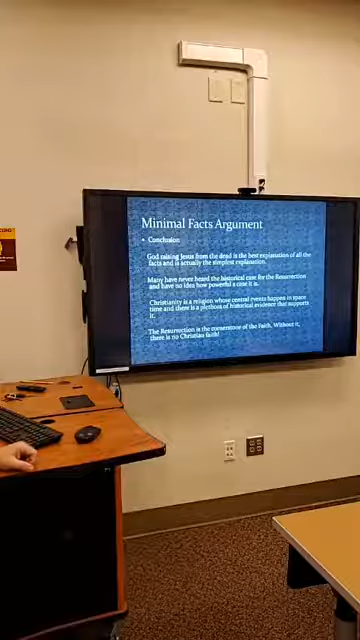 Minimal Facts Argument
• Conclusion
God raising Jesus from the dead is the best explanation of all the
facts and is actually the simplest explanation.
Many have never heard the historical case for the Resurrection
and have no idea how powerful a case it is.
Christianity is a religion whose central events happen in space
time and there is a plethora of historical evidence that supports
it.
The Resurrection is the cornerstone of the Faith. Without it,
there is no Christian faith!